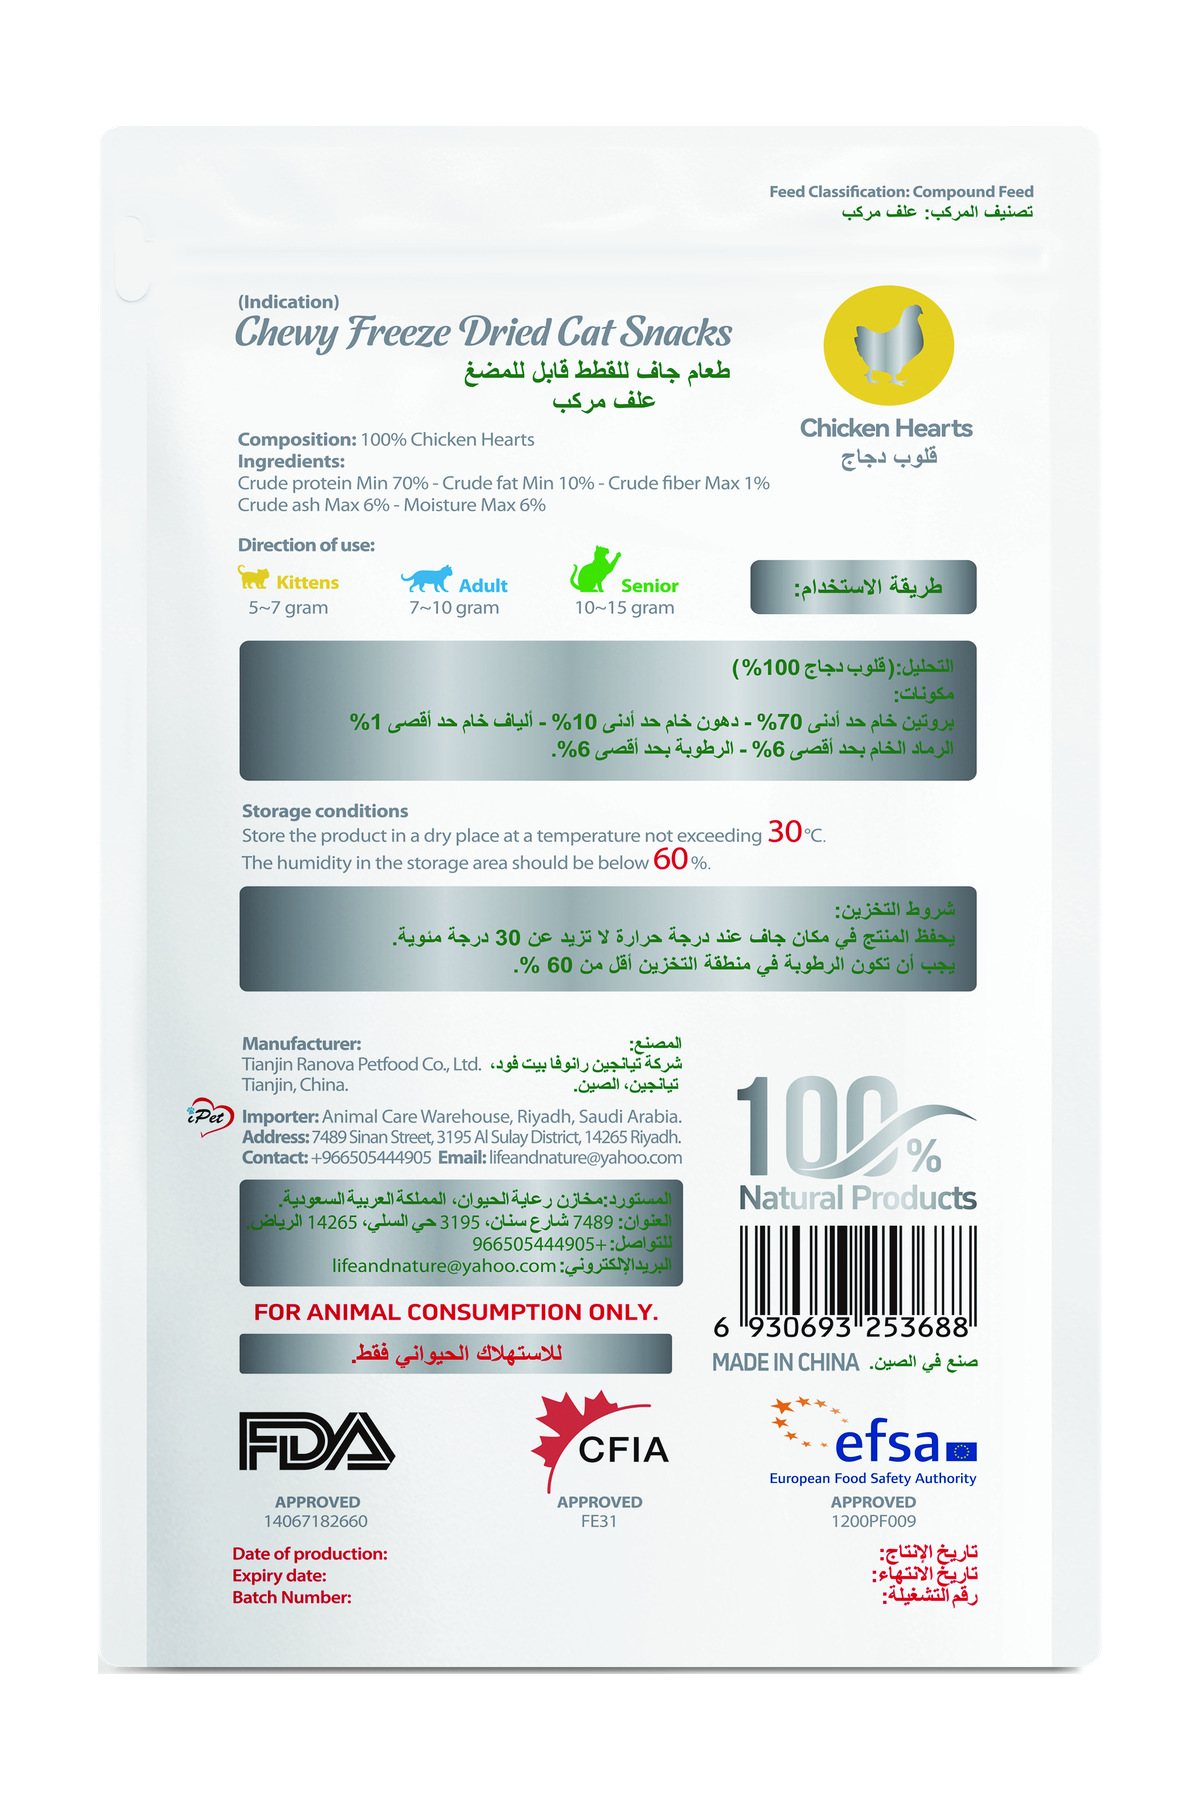 Feed Classification: Compound Feed
تصنيف المركب: علف مركب
(Indication)
Chewy Freeze Dried Cat Snacks
طعام جاف للقطط قابل للمضغ
علف مركب
Chicken Hearts
قلوب دجاج
Composition: 100% Chicken Hearts
Ingredients:
Crude protein Min 70% - Crude fat Min 10% - Crude fiber Max 1%
Crude ash Max 6% - Moisture Max 6%
Direction of use:
Kittens
5~7 gram
Adult
7~10 gram
Senior
10~15 gram
طريقة الاستخدام:
التحليل:(قلوب دجاج 100%)
مكونات:
بروتين خام حد أدنى 70% - دهون خام حد أدنى 10% - ألياف خام حد أقصى 1%
الرماد الخام بحد أقصى 6% - الرطوبة بحد أقصى 6%.
Storage conditions
Store the product in a dry place at a temperature not exceeding 30°C.
The humidity in the storage area should be below 60%.
شروط التخزين:
يحفظ المنتج في مكان جاف عند درجة حرارة لا تزيد عن 30 درجة مئوية.
يجب أن تكون الرطوبة في منطقة التخزين أقل من 60 %.
Manufacturer:
Tianjin Ranova Petfood Co., Ltd.
Tianjin, China.
المصنع:
شركة تيانجين رانوفا بيت فود،
تيانجين، الصين.
iPet
Importer: Animal Care Warehouse, Riyadh, Saudi Arabia.
Address: 7489 Sinan Street, 3195 Al Sulay District, 14265 Riyadh.
Contact: +966505444905 Email: lifeandnature@yahoo.com
المستورد:مخازن رعاية الحيوان، المملكة العربية السعودية.
العنوان: 7489 شارع سنان، 3195 حي السلي، 14265 الرياض.
للتواصل: +966505444905
البريد الإلكتروني: lifeandnature@yahoo.com
100%
Natural Products
6 930693 253688
MADE IN CHINA صنع في الصين.
FOR ANIMAL CONSUMPTION ONLY.
للاستهلاك الحيواني فقط.
FDA
APPROVED
14067182660
CFIA
APPROVED
FE31
efsa
European Food Safety Authority
APPROVED
1200PF009
Date of production:
Expiry date:
Batch Number:
تاريخ الإنتاج:
تاريخ الانتهاء:
رقم التشغيلة: